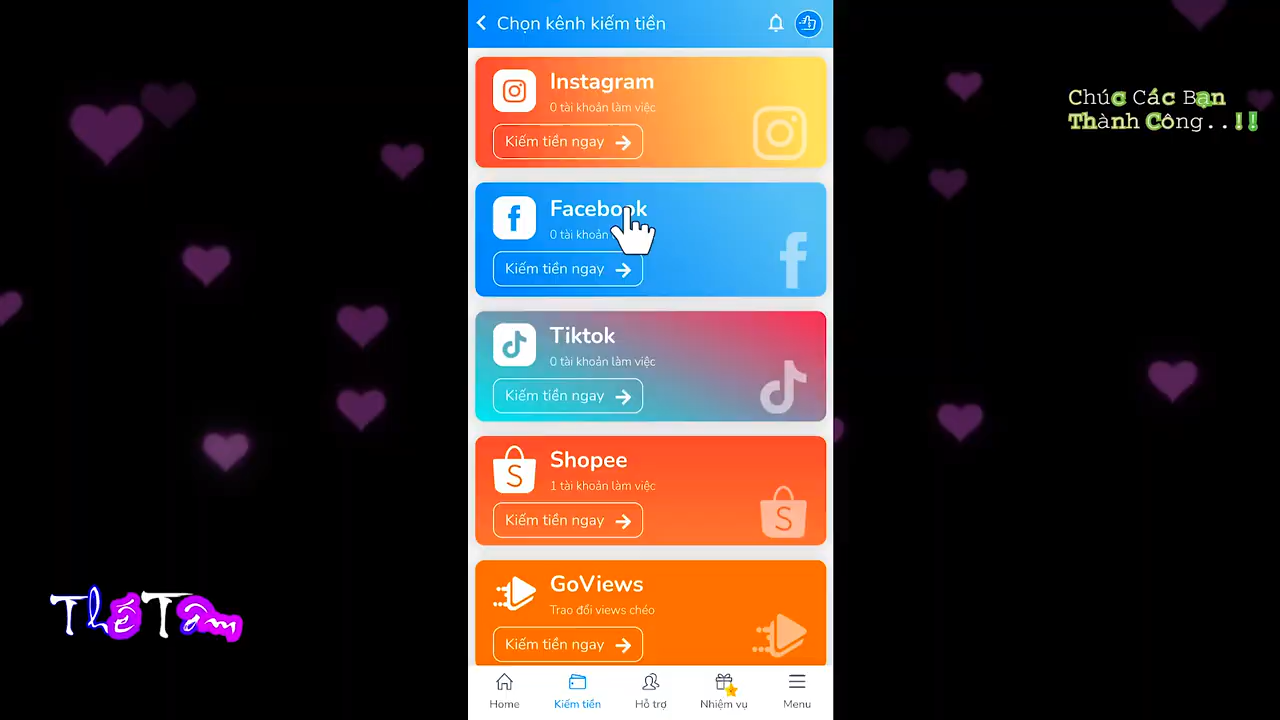 Chọn kênh kiếm tiền
Instagram
0 tài khoản làm việc
Kiếm tiền ngay
Facebook
0 tài khoản
Kiếm tiền ngay
Tiktok
0 tài khoản làm việc
Kiếm tiền ngay
Shopee
1 tài khoản làm việc
Kiếm tiền ngay
GoViews
Trao đổi views chéo
Kiếm tiền ngay
Home
Kiếm tiền
Hỗ trợ
Nhiệm vụ
Menu
Chúc Các Bạn
Thành Công..!!
Thế Tâm